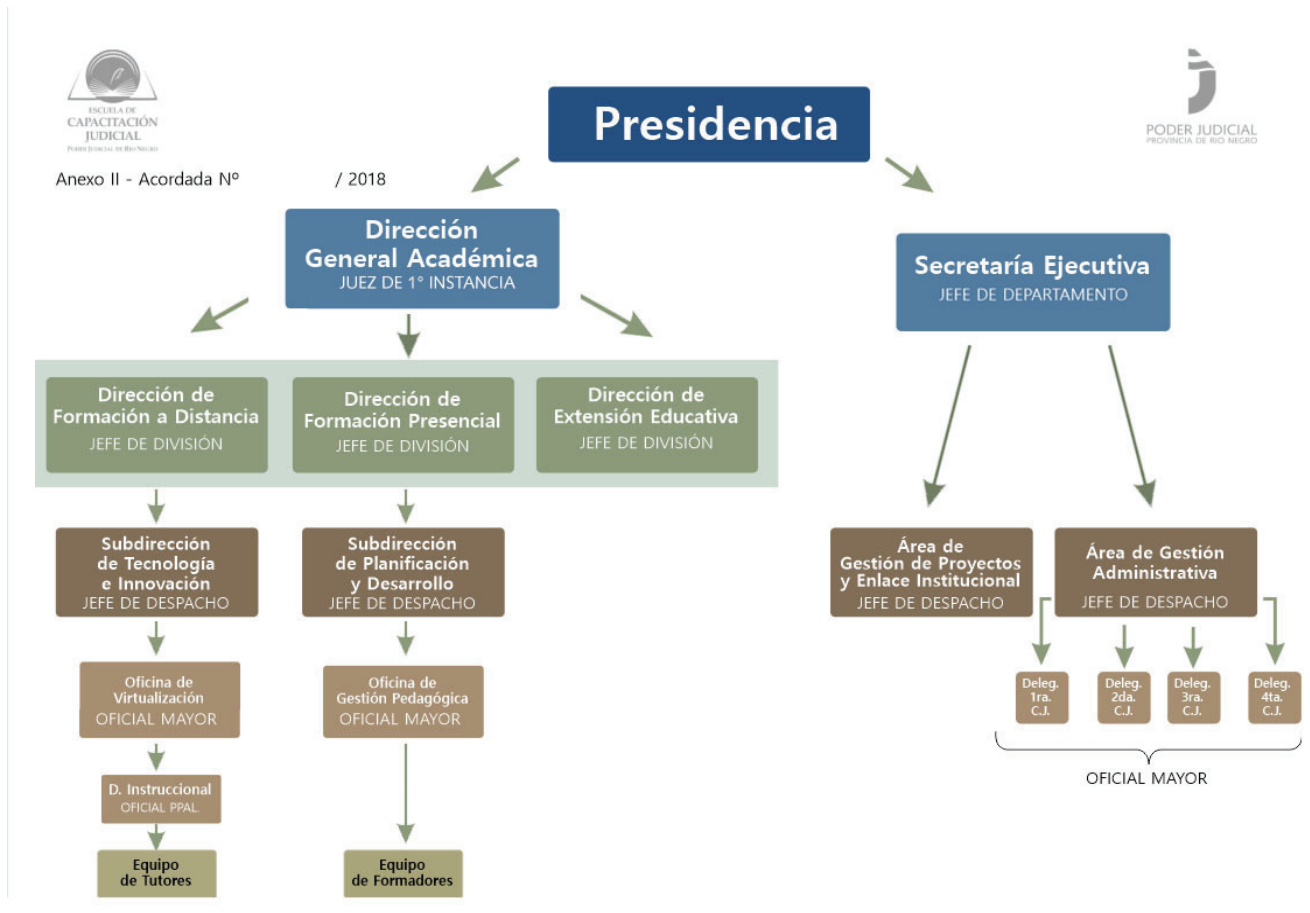 ESCUELA DE
CAPACITACIÓN
JUDICIAL
PODER JUDICIAL DE RIO NEGRO
Presidencia
PODER JUDICIAL
PROVINCIA DE RIO NEGRO
Anexo II - Acordada Nº / 2018
Dirección
General Académica
JUEZ DE 1° INSTANCIA
Secretaría Ejecutiva
JEFE DE DEPARTAMENTO
Dirección de
Formación a Distancia
JEFE DE DIVISIÓN
Dirección de
Formación Presencial
JEFE DE DIVISIÓN
Dirección de
Extensión Educativa
JEFE DE DIVISIÓN
Subdirección
de Tecnología
e Innovación
JEFE DE DESPACHO
Subdirección
de Planificación
y Desarrollo
JEFE DE DESPACHO
Área de
Gestión de Proyectos
y Enlace Institucional
JEFE DE DESPACHO
Área de Gestión
Administrativa
JEFE DE DESPACHO
Oficina de
Virtualización
OFICIAL MAYOR
Oficina de
Gestión Pedagógica
OFICIAL MAYOR
Deleg.
1ra.
C.J.
Deleg.
2da.
C.J.
Deleg.
3ra.
C.J.
Deleg.
4ta.
C.J.
OFICIAL MAYOR
D. Instruccional
OFICIAL PPAL.
Equipo
de Tutores
Equipo
de Formadores